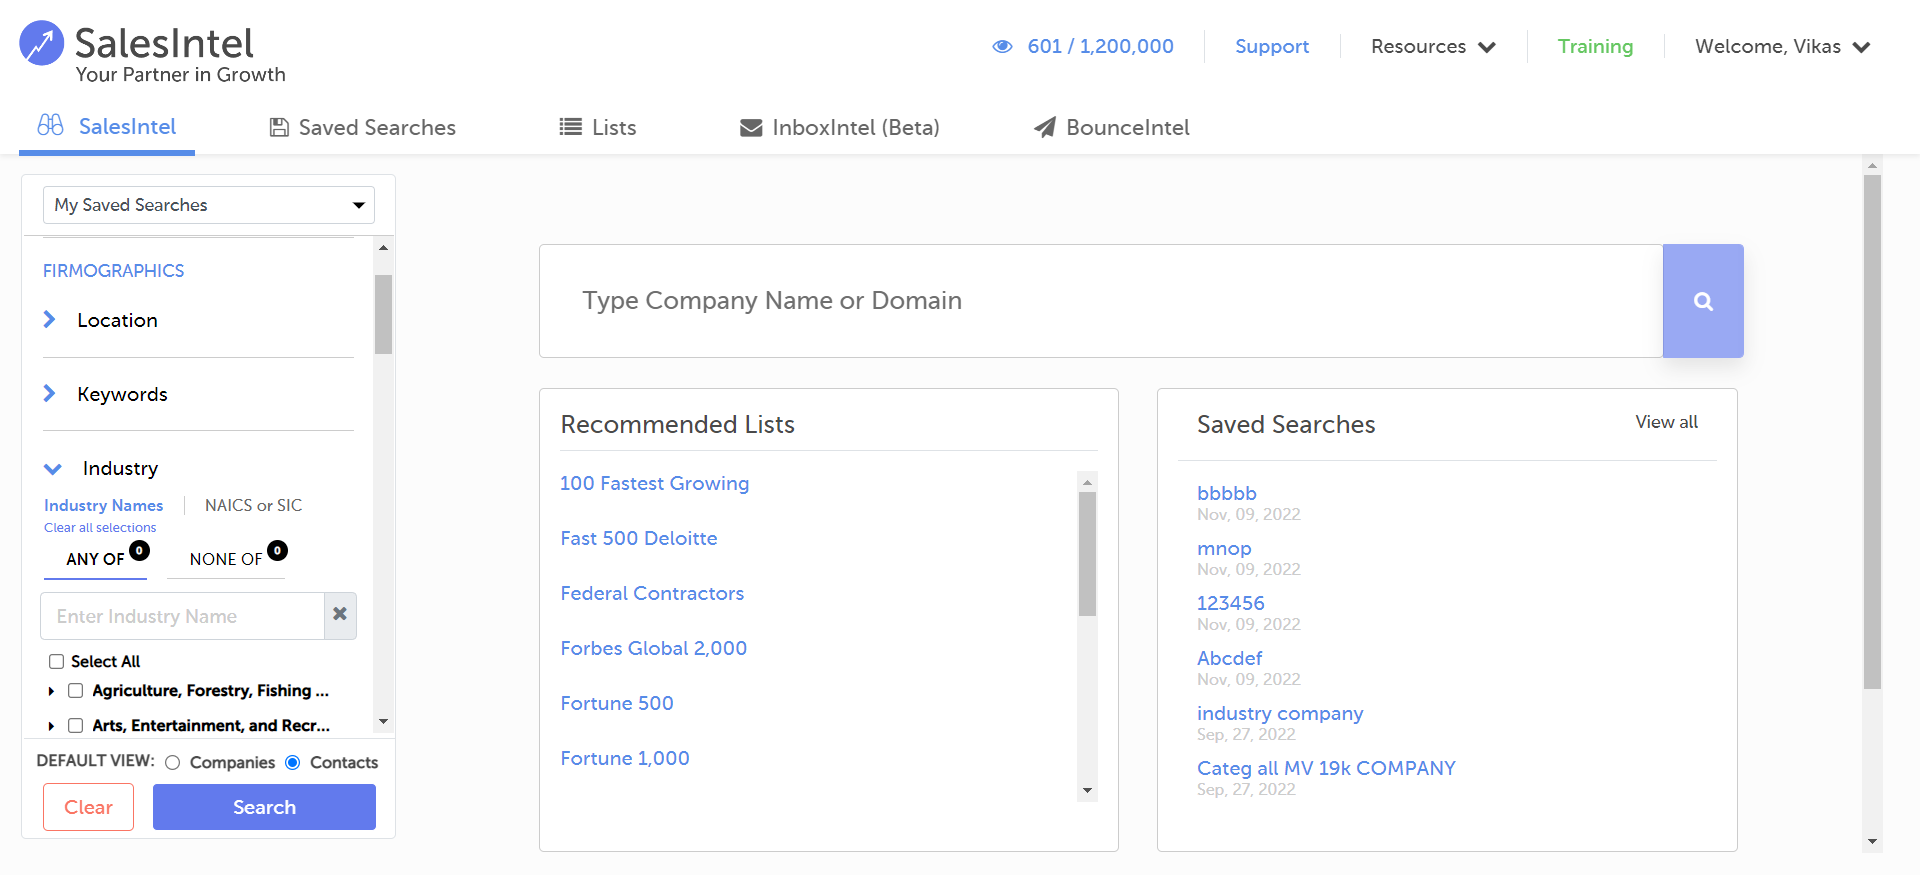 SalesIntel
Your Partner in Growth
601 / 1,200,000
Support
Resources
Training
Welcome, Vikas
SalesIntel
Saved Searches
Lists
InboxIntel (Beta)
BounceIntel
My Saved Searches
FIRMOGRAPHICS
Location
Keywords
Industry
Industry Names
NAICS or SIC
Clear all selections
ANY OF 0
NONE OF 0
Enter Industry Name
Select All
Agriculture, Forestry, Fishing ...
Arts, Entertainment, and Recr...
DEFAULT VIEW: Companies Contacts
Clear
Search
Type Company Name or Domain
Recommended Lists
100 Fastest Growing
Fast 500 Deloitte
Federal Contractors
Forbes Global 2,000
Fortune 500
Fortune 1,000
Saved Searches
View all
bbbbb
Nov, 09, 2022
mnop
Nov, 09, 2022
123456
Nov, 09, 2022
Abcdef
Nov, 09, 2022
industry company
Sep, 27, 2022
Categ all MV 19k COMPANY
Sep, 27, 2022